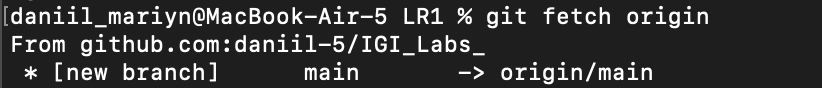 [daniil_mariyn@MacBook-Air-5 LR1 % git fetch origin
From github.com:daniil-5/IGI_Labs_
* [new branch]      main       -> origin/main